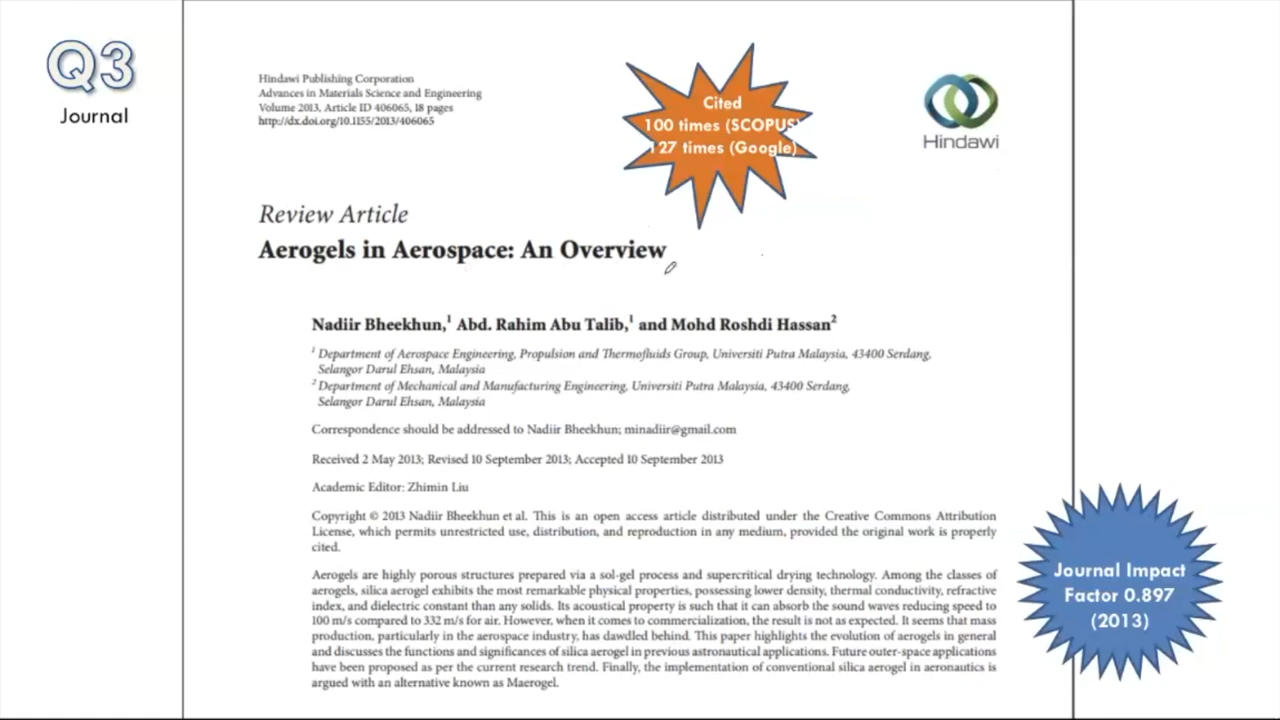 Q3
Journal
Hindawi Publishing Corporation
Advances in Materials Science and Engineering
Volume 2013, Article ID 406065, 18 pages
http://dx.doi.org/10.1155/2013/406065
Cited
100 times (SCOPUS)
127 times (Google)
Hindawi
Review Article
Aerogels in Aerospace: An Overview
Nadiir Bheekhun,1 Abd. Rahim Abu Talib,1 and Mohd Roshdi Hassan2
1 Department of Aerospace Engineering, Propulsion and Thermofluids Group, Universiti Putra Malaysia, 43400 Serdang,
Selangor Darul Ehsan, Malaysia
2 Department of Mechanical and Manufacturing Engineering, Universiti Putra Malaysia, 43400 Serdang,
Selangor Darul Ehsan, Malaysia
Correspondence should be addressed to Nadiir Bheekhun; minadiir@gmail.com
Received 2 May 2013; Revised 10 September 2013; Accepted 10 September 2013
Academic Editor: Zhimin Liu
Copyright © 2013 Nadiir Bheekhun et al. This is an open access article distributed under the Creative Commons Attribution
License, which permits unrestricted use, distribution, and reproduction in any medium, provided the original work is properly
cited.
Aerogels are highly porous structures prepared via a sol-gel process and supercritical drying technology. Among the classes of
aerogels, silica aerogel exhibits the most remarkable physical properties, possessing lower density, thermal conductivity, refractive
index, and dielectric constant than any solids. Its acoustical property is such that it can absorb the sound waves reducing speed to
100 m/s compared to 332 m/s for air. However, when it comes to commercialization, the result is not as expected. It seems that mass
production, particularly in the aerospace industry, has dawdled behind. This paper highlights the evolution of aerogels in general
and discusses the functions and significances of silica aerogel in previous astronautical applications. Future outer-space applications
have been proposed as per the current research trend. Finally, the implementation of conventional silica aerogel in aeronautics is
argued with an alternative known as Maerogel.
Journal Impact
Factor 0.897
(2013)